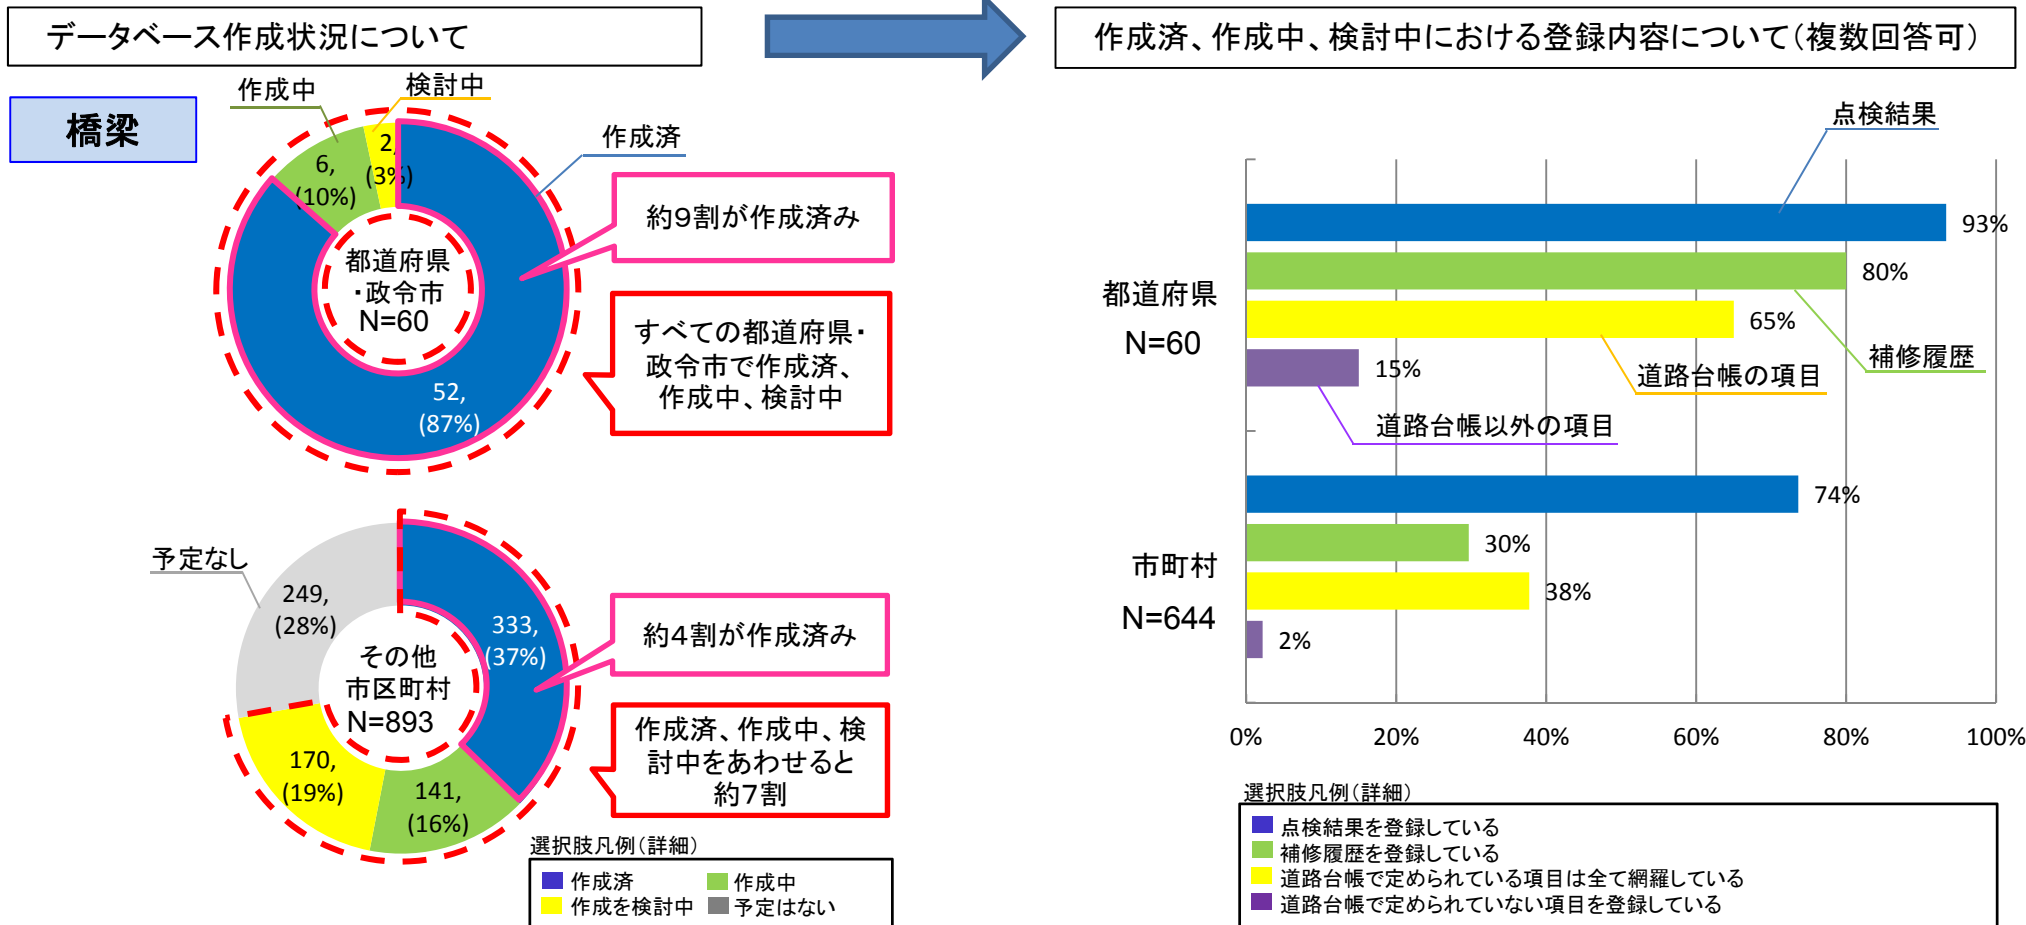 データベース作成状況について
作成済、作成中、検討中における登録内容について(複数回答可)
橋梁
作成中
検討中
作成済
6,
(10%)
2,
(3%)
52,
(87%)
都道府県
・政令市
N=60
約9割が作成済み
すべての都道府県・
政令市で作成済、
作成中、検討中
予定なし
249,
(28%)
333,
(37%)
170,
(19%)
141,
(16%)
その他
市区町村
N=893
約4割が作成済み
作成済、作成中、検
討中をあわせると
約7割
選択肢凡例(詳細)
作成済
作成中
作成を検討中
予定はない
点検結果
93%
80%
65%
15%
都道府県
N=60
補修履歴
道路台帳の項目
道路台帳以外の項目
74%
30%
38%
2%
市町村
N=644
0%
20%
40%
60%
80%
100%
選択肢凡例(詳細)
点検結果を登録している
補修履歴を登録している
道路台帳で定められている項目は全て網羅している
道路台帳で定められていない項目を登録している